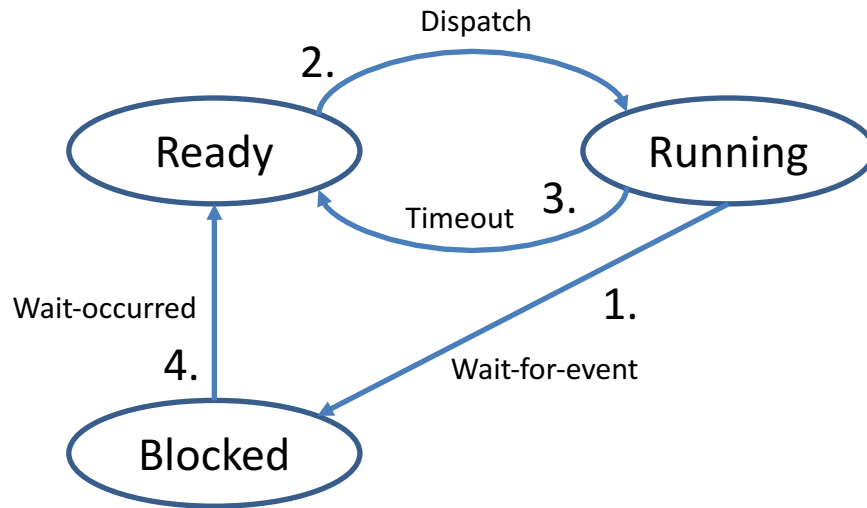 Dispatch
2.
Ready
Running
3.
Timeout
Wait-occurred
1.
4.
Wait-for-event
Blocked